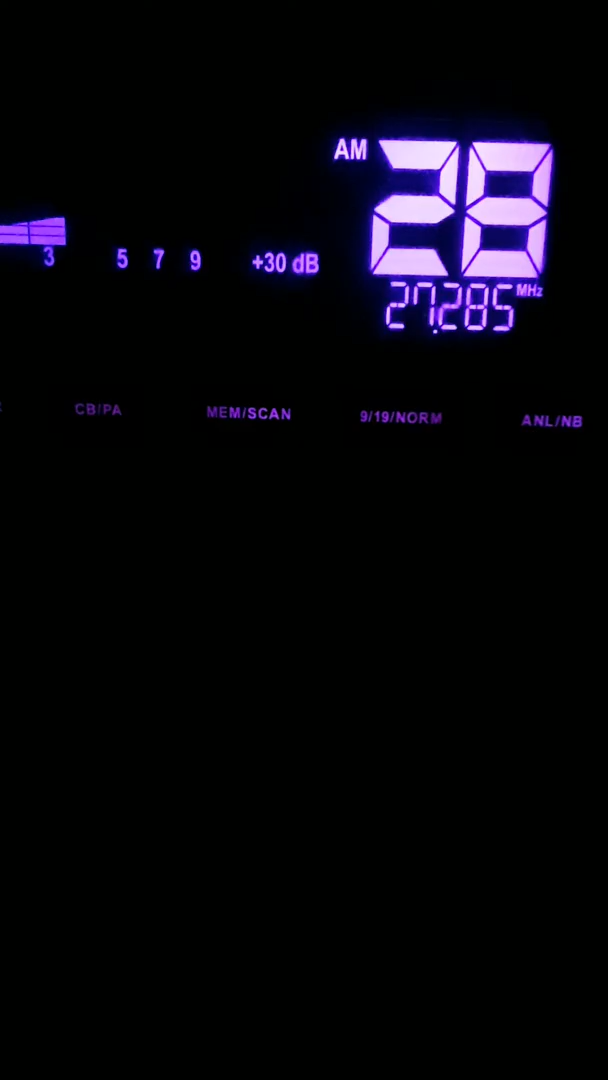 AM 28
3 5 7 9 +30 dB
27.285 MHz
CB/PA MEM/SCAN 9/19/NORM ANL/NB